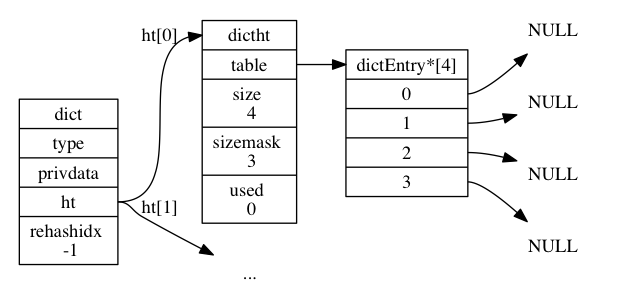 dict
type
privdata
ht
rehashidx
-1
ht[0]
ht[1]
dictht
table
size
4
sizemask
3
used
0
...
dictEntry*[4]
0
1
2
3
NULL
NULL
NULL
NULL